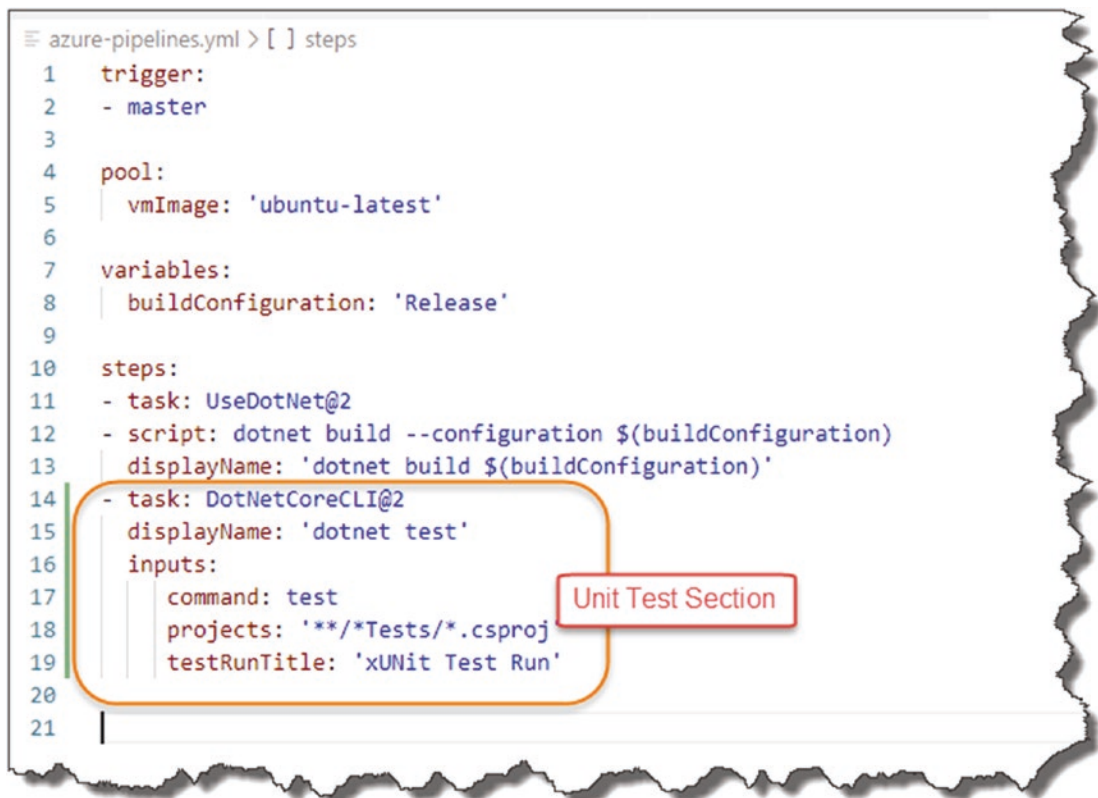 azure-pipelines.yml > [ ] steps
1 trigger:
2 - master
3
4 pool:
5 vmImage: 'ubuntu-latest'
6
7 variables:
8 buildConfiguration: 'Release'
9
10 steps:
11 - task: UseDotNet@2
12 - script: dotnet build --configuration $(buildConfiguration)
13 displayName: 'dotnet build $(buildConfiguration)'
14 - task: DotNetCoreCLI@2
15 displayName: 'dotnet test'
16 inputs:
17 command: test
Unit Test Section
18 projects: '**/*Tests/*.csproj'
19 testRunTitle: 'xUNit Test Run'
20
21